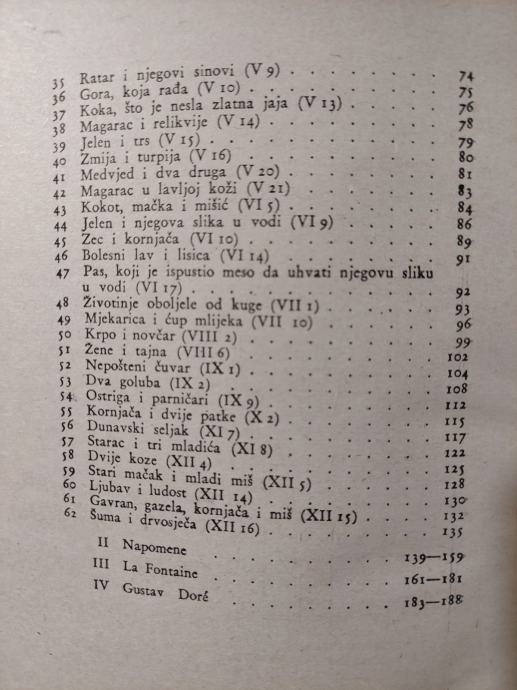 35 Ratar i njegovi sinovi (V 9) . . . . . . . . 74
36 Gora, koja rađa (V 10) . . . . . . . . . 75
37 Koka, što je nesla zlatna jaja (V 13) . . . . . 76
38 Magarac i relikvije (V 14) . . . . . . . . 78
39 Jelen i trs (V 15) . . . . . . . . . . 79
40 Zmija i turpija (V 16) . . . . . . . . . 80
41 Medvjed i dva druga (V 20) . . . . . . . 81
42 Magarac u lavljoj koži (V 21) . . . . . . . 83
43 Kokot, mačka i mišić (VI 5) . . . . . . . 84
44 Jelen i njegova slika u vodi (VI 9) . . . . . 86
45 Zec i kornjača (VI 10) . . . . . . . . . 89
46 Bolesni lav i lisica (VI 14) . . . . . . . . 91
47 Pas, koji je ispustio meso da uhvati njegovu sliku
u vodi (VI 17) . . . . . . . . . . . 92
48 Životinje oboljele od kuge (VII 1) . . . . . . 93
49 Mjekarica i ćup mlijeka (VII 10) . . . . . . 96
50 Krpo i novčar (VIII 2) . . . . . . . . . 99
51 Žene i tajna (VIII 6) . . . . . . . . . 102
52 Nepošteni čuvar (IX 1) . . . . . . . . . 104
53 Dva goluba (IX 2) . . . . . . . . . . 108
54 Ostriga i parničari (IX 9) . . . . . . . . 112
55 Kornjača i dvije patke (X 2) . . . . . . . 115
56 Dunavski seljak (XI 7) . . . . . . . . . 117
57 Starac i tri mladića (XI 8) . . . . . . . . 122
58 Dvije koze (XII 4) . . . . . . . . . . 125
59 Stari mačak i mladi miš (XII 5) . . . . . . 128
60 Ljubav i ludost (XII 14) . . . . . . . . 130
61 Gavran, gazela, kornjača i miš (XII 15) . . . . 132
62 Šuma i drvosječa (XII 16) . . . . . . . . 135
II Napomene . . . . . . . . . 139—159
III La Fontaine . . . . . . . . 161—181
IV Gustav Doré . . . . . . . . 183—188